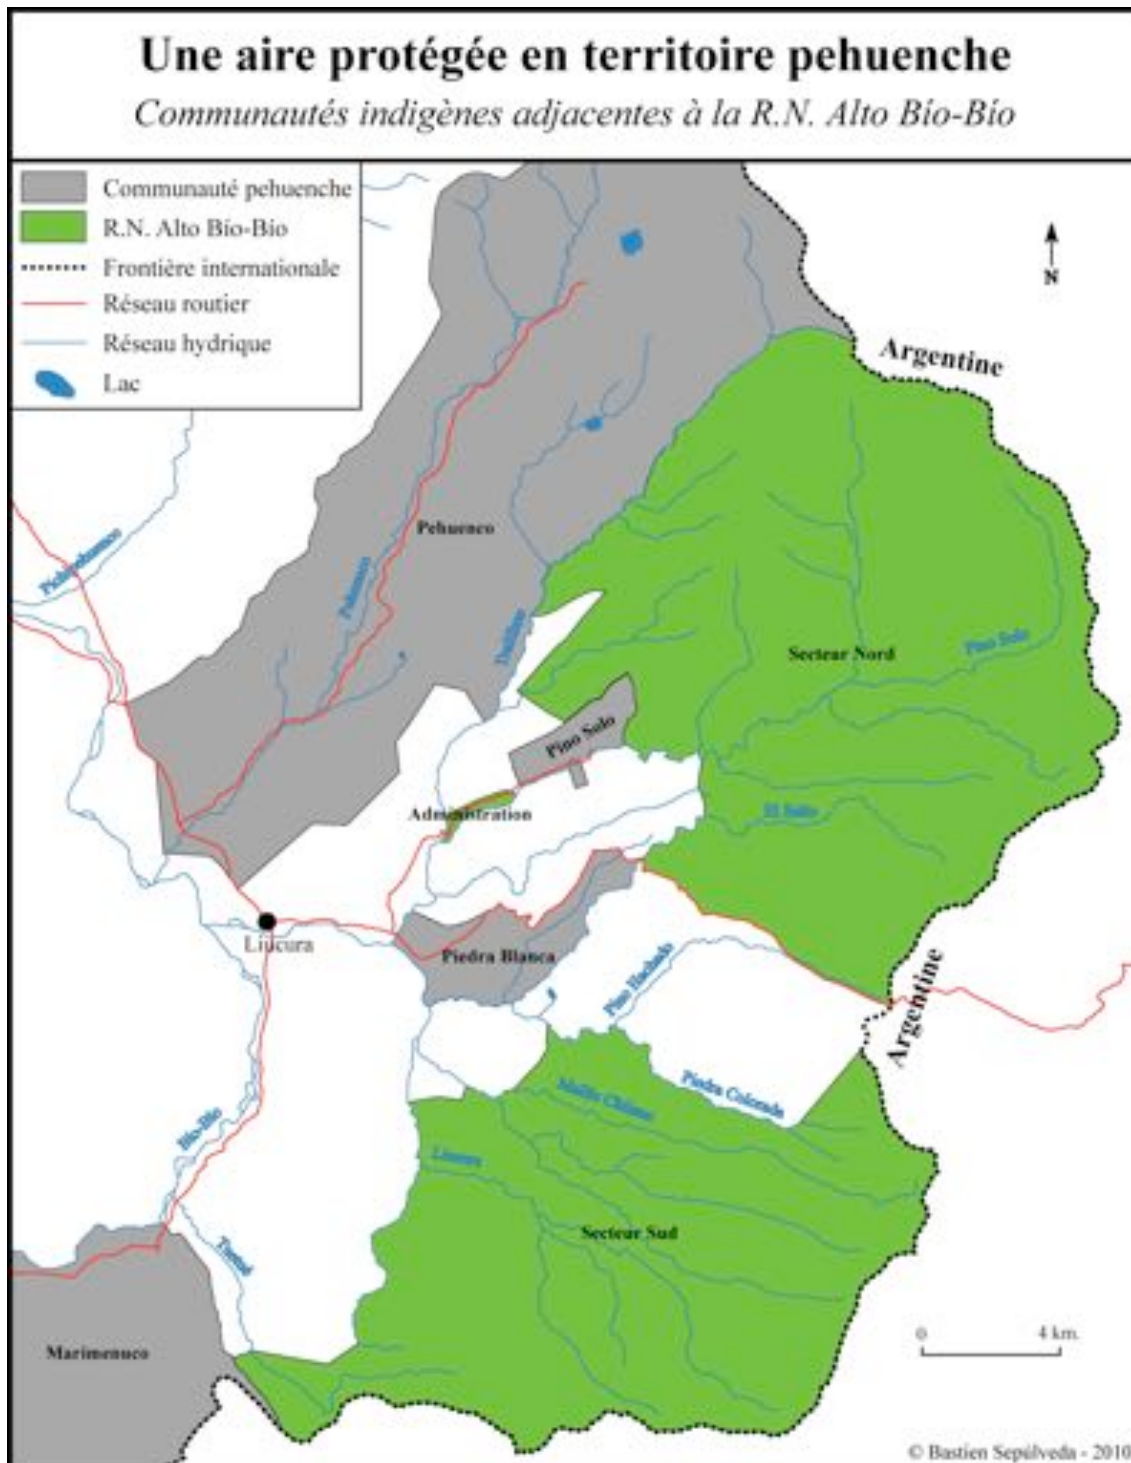 Une aire protégée en territoire pehuenche
Communautés indigènes adjacentes à la R.N. Alto Bío-Bío
Communauté pehuenche
R.N. Alto Bío-Bío
Frontière internationale
Réseau routier
Réseau hydrique
Lac
N
Argentine
Pehuenco
Secteur Nord
Pino Solo
Pino Solo
Administration
Liucura
Piedra Blanca
Pino Hachado
Argentine
Piedra Colorada
Bío-Bío
Liucura
Secteur Sud
Marimenuco
0 4 km.
© Bastien Sepúlveda - 2010